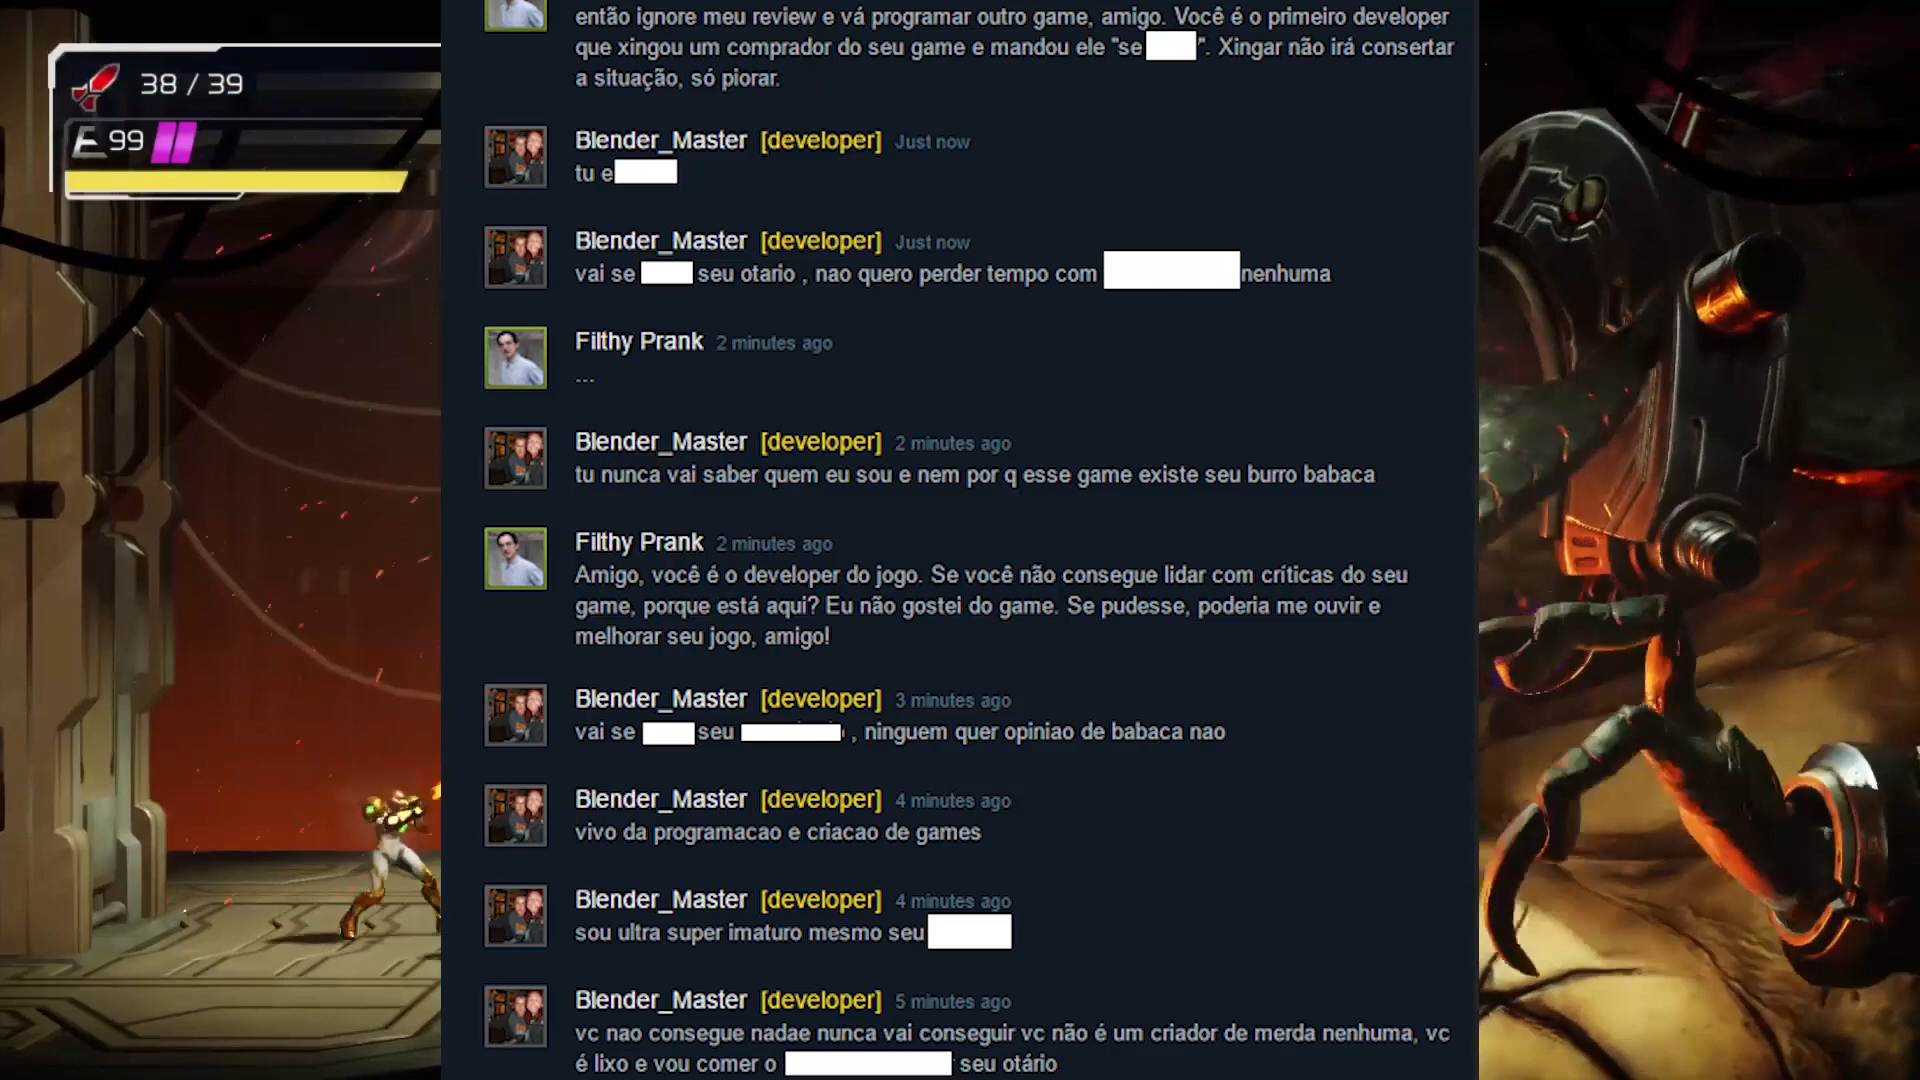 38 / 39
E 99
então ignore meu review e vá programar outro game, amigo. Você é o primeiro developer
que xingou um comprador do seu game e mandou ele "se ". Xingar não irá consertar
a situação, só piorar.
Blender_Master [developer] Just now
tu e
Blender_Master [developer] Just now
vai se seu otario , nao quero perder tempo com nenhuma
Filthy Prank 2 minutes ago
...
Blender_Master [developer] 2 minutes ago
tu nunca vai saber quem eu sou e nem por q esse game existe seu burro babaca
Filthy Prank 2 minutes ago
Amigo, você é o developer do jogo. Se você não consegue lidar com críticas do seu
game, porque está aqui? Eu não gostei do game. Se pudesse, poderia me ouvir e
melhorar seu jogo, amigo!
Blender_Master [developer] 3 minutes ago
vai se seu , ninguem quer opiniao de babaca nao
Blender_Master [developer] 4 minutes ago
vivo da programacao e criacao de games
Blender_Master [developer] 4 minutes ago
sou ultra super imaturo mesmo seu
Blender_Master [developer] 5 minutes ago
vc nao consegue nadae nunca vai conseguir vc não é um criador de merda nenhuma, vc
é lixo e vou comer o seu otário